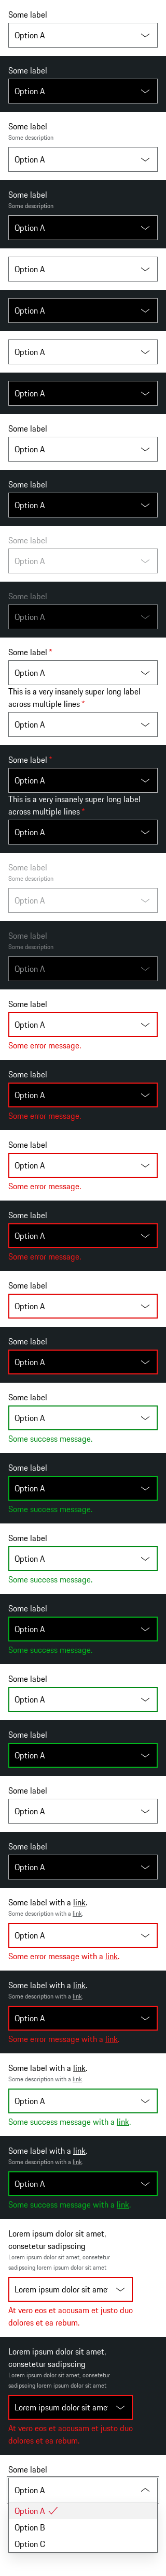 Some label
Option A
Some label
Option A
Some label
Some description
Option A
Some label
Some description
Option A
Option A
Option A
Option A
Option A
Some label
Option A
Some label
Option A
Some label
Option A
Some label
Option A
Some label *
Option A
This is a very insanely super long label
across multiple lines *
Option A
Some label *
Option A
This is a very insanely super long label
across multiple lines *
Option A
Some label
Some description
Option A
Some label
Some description
Option A
Some label
Option A
Some error message.
Some label
Option A
Some error message.
Some label
Option A
Some error message.
Some label
Option A
Some error message.
Some label
Option A
Some label
Option A
Some label
Option A
Some success message.
Some label
Option A
Some success message.
Some label
Option A
Some success message.
Some label
Option A
Some success message.
Some label
Option A
Some label
Option A
Some label
Option A
Some label
Option A
Some label with a link.
Some description with a link.
Option A
Some error message with a link.
Some label with a link.
Some description with a link.
Option A
Some error message with a link.
Some label with a link.
Some description with a link.
Option A
Some success message with a link.
Some label with a link.
Some description with a link.
Option A
Some success message with a link.
Lorem ipsum dolor sit amet,
consetetur sadipscing
Lorem ipsum dolor sit amet, consetetur
sadipscing lorem ipsum dolor sit amet
Lorem ipsum dolor sit ame
At vero eos et accusam et justo duo
dolores et ea rebum.
Lorem ipsum dolor sit amet,
consetetur sadipscing
Lorem ipsum dolor sit amet, consetetur
sadipscing lorem ipsum dolor sit amet
Lorem ipsum dolor sit ame
At vero eos et accusam et justo duo
dolores et ea rebum.
Some label
Option A
Option A
Option B
Option C